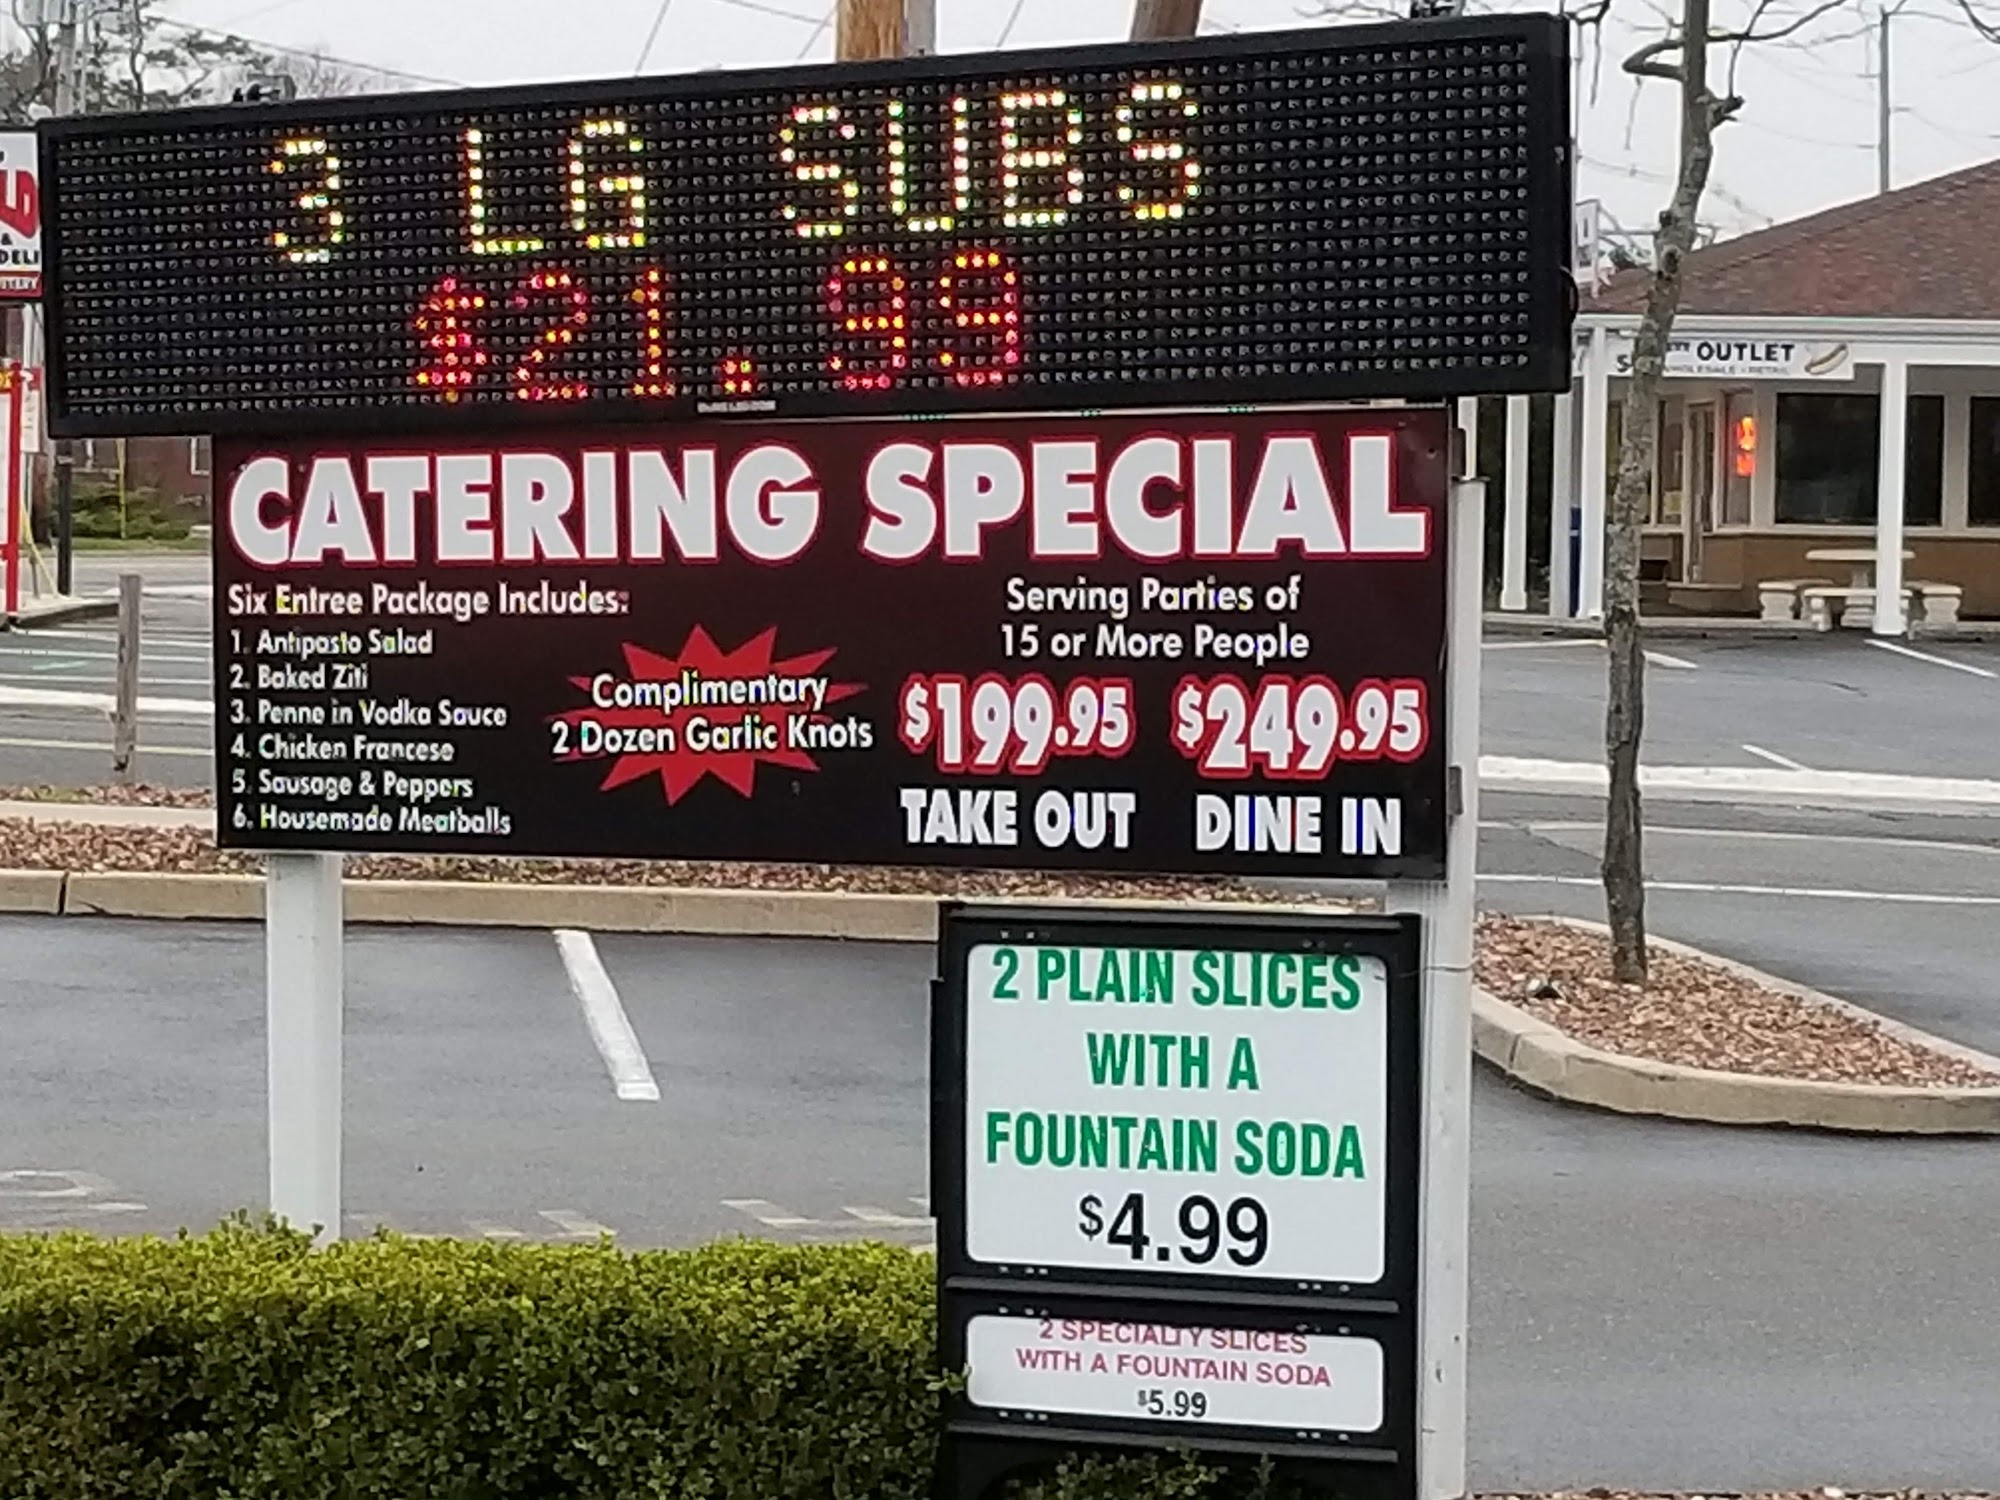 3 LG SUBS
$21.99
CATERING SPECIAL
Six Entree Package Includes:
1. Antipasto Salad
2. Baked Ziti
3. Penne in Vodka Sauce
4. Chicken Francese
5. Sausage & Peppers
6. Housemade Meatballs
Complimentary
2 Dozen Garlic Knots
Serving Parties of
15 or More People
$199.95 $249.95
TAKE OUT DINE IN
2 PLAIN SLICES
WITH A
FOUNTAIN SODA
$4.99
2 SPECIALTY SLICES
WITH A FOUNTAIN SODA
$5.99
OUTLET
&
DELI